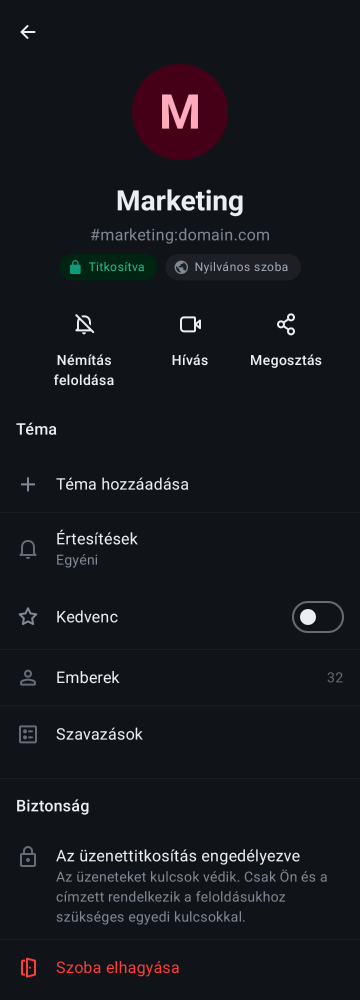 M
Marketing
#marketing:domain.com
Titkosítva
Nyilvános szoba
Némítás
feloldása
Hívás
Megosztás
Téma
Téma hozzáadása
Értesítések
Egyéni
Kedvenc
Emberek 32
Szavazások
Biztonság
Az üzenettitkosítás engedélyezve
Az üzeneteket kulcsok védik. Csak Ön és a
címzett rendelkezik a feloldásukhoz
szükséges egyedi kulcsokkal.
Szoba elhagyása